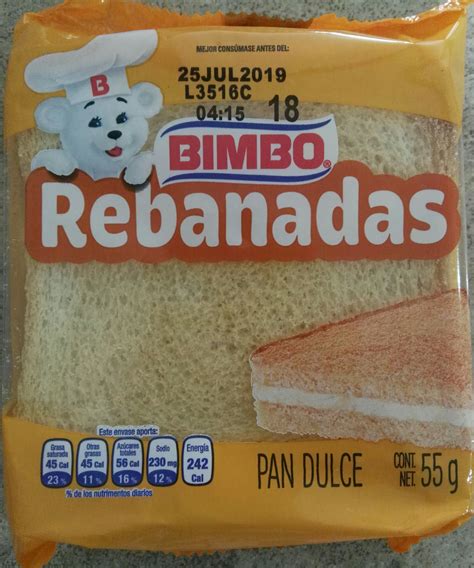 MEJOR CONSÚMASE ANTES DEL:
25JUL2019
L3516C
04:15 18
B
BIMBO®
Rebanadas
Este envase aporta:
Grasa saturada 45 Cal 23 %
Otras grasas 45 Cal 11 %
Azúcares totales 56 Cal 16 %
Sodio 230 mg 12 %
Energía 242 Cal
% de los nutrimentos diarios
PAN DULCE
CONT. NET. 55 g